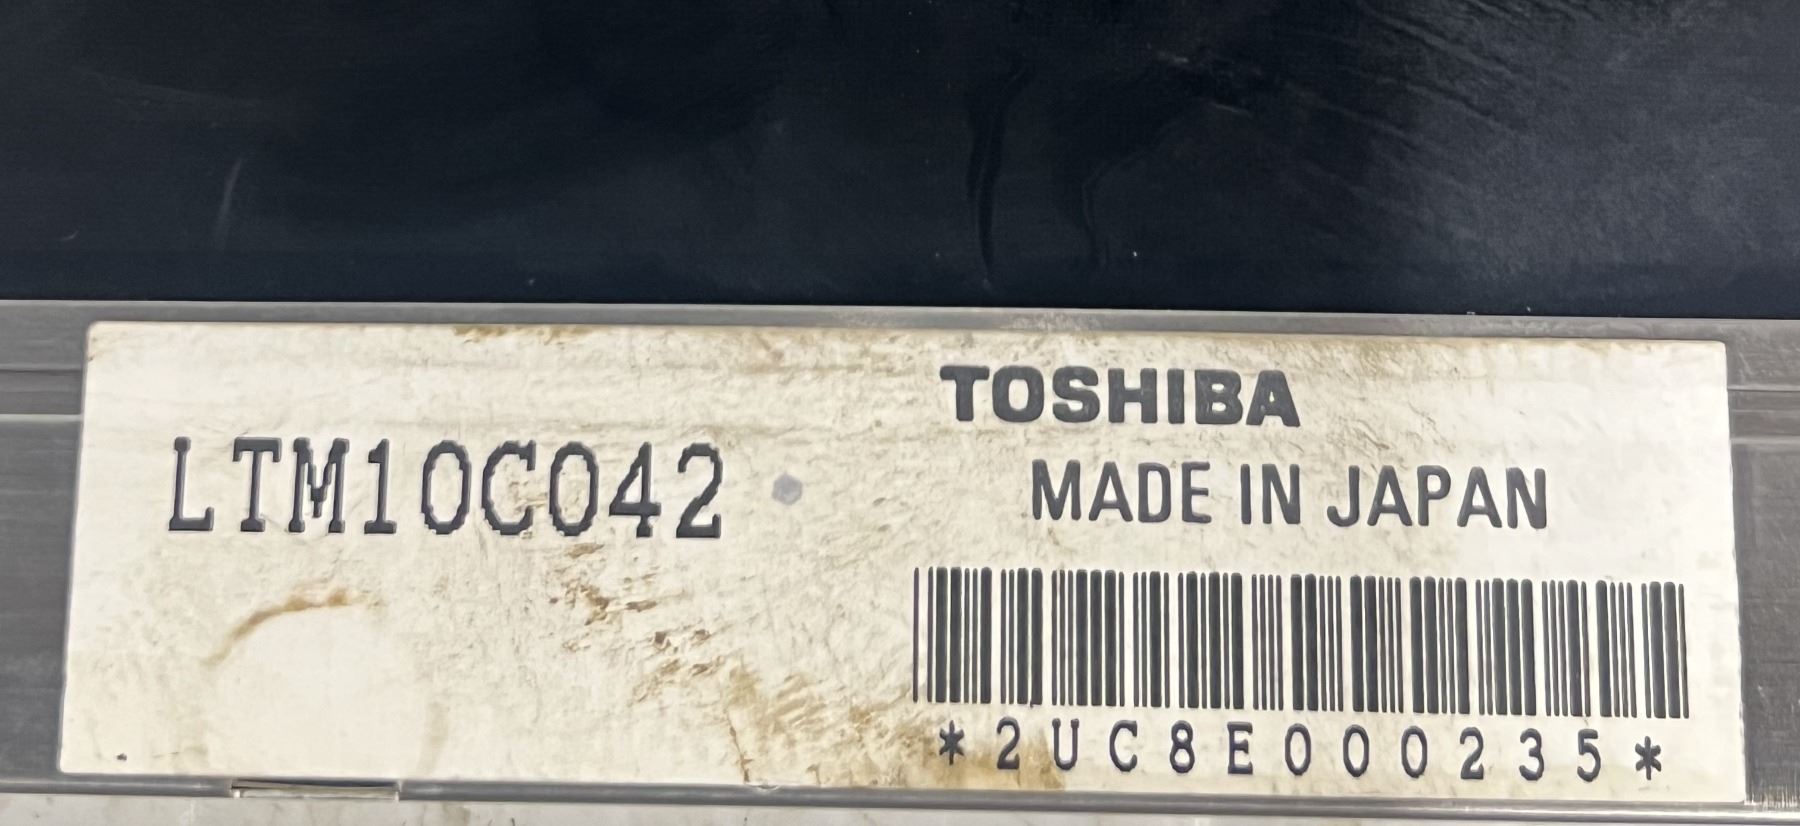 TOSHIBA
LTM10C042
MADE IN JAPAN
*2UC8E000235*